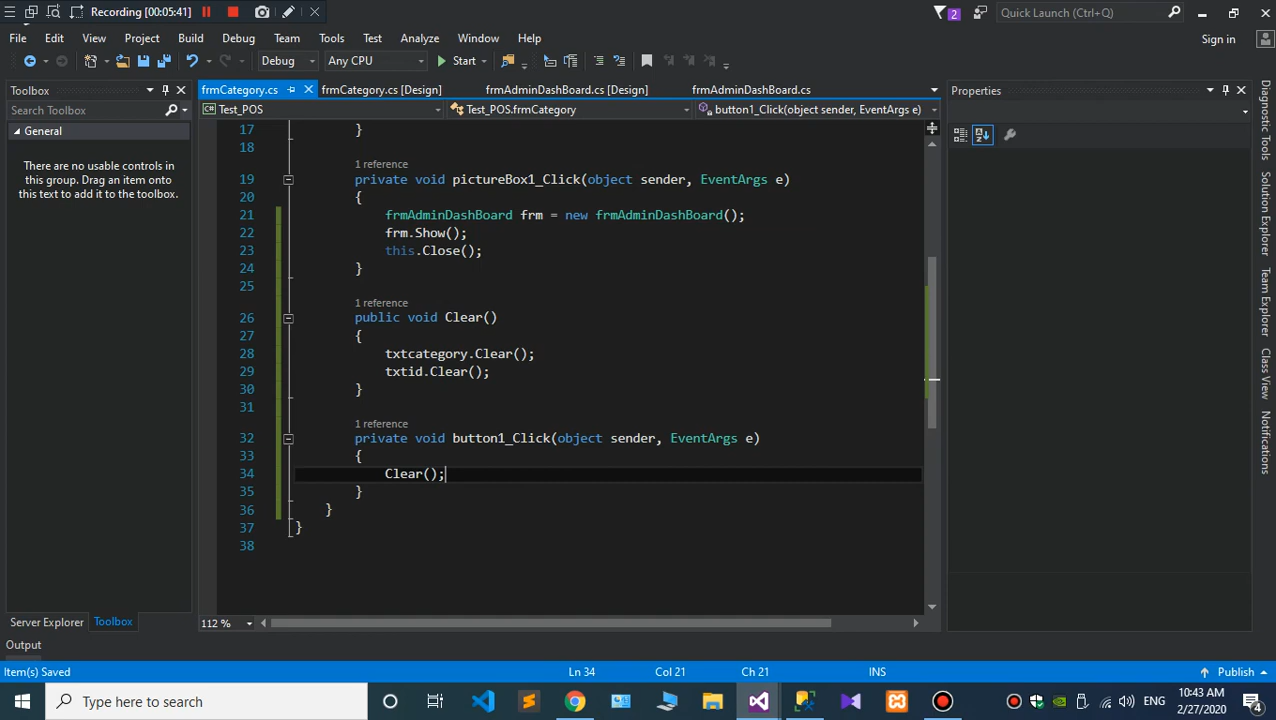 Recording [00:05:41]
2
Quick Launch (Ctrl+Q)
File Edit View Project Build Debug Team Tools Test Analyze Window Help
Sign in
Debug Any CPU Start
Toolbox
frmCategory.cs frmCategory.cs [Design] frmAdminDashBoard.cs [Design] frmAdminDashBoard.cs
Properties
Search Toolbox
Test_POS Test_POS.frmCategory button1_Click(object sender, EventArgs e)
General
There are no usable controls in
this group. Drag an item onto
this text to add it to the toolbox.
17 }
18
1 reference
19 private void pictureBox1_Click(object sender, EventArgs e)
20 {
21 frmAdminDashBoard frm = new frmAdminDashBoard();
22 frm.Show();
23 this.Close();
24 }
25
1 reference
26 public void Clear()
27 {
28 txtcategory.Clear();
29 txtid.Clear();
30 }
31
1 reference
32 private void button1_Click(object sender, EventArgs e)
33 {
34 Clear();
35 }
36 }
37 }
38
Diagnostic Tools
Solution Explorer
Team Explorer
Class View
Notifications
112 %
Server Explorer Toolbox
Output
Item(s) Saved Ln 34 Col 21 Ch 21 INS Publish
Type here to search
ENG
10:43 AM
2/27/2020
4